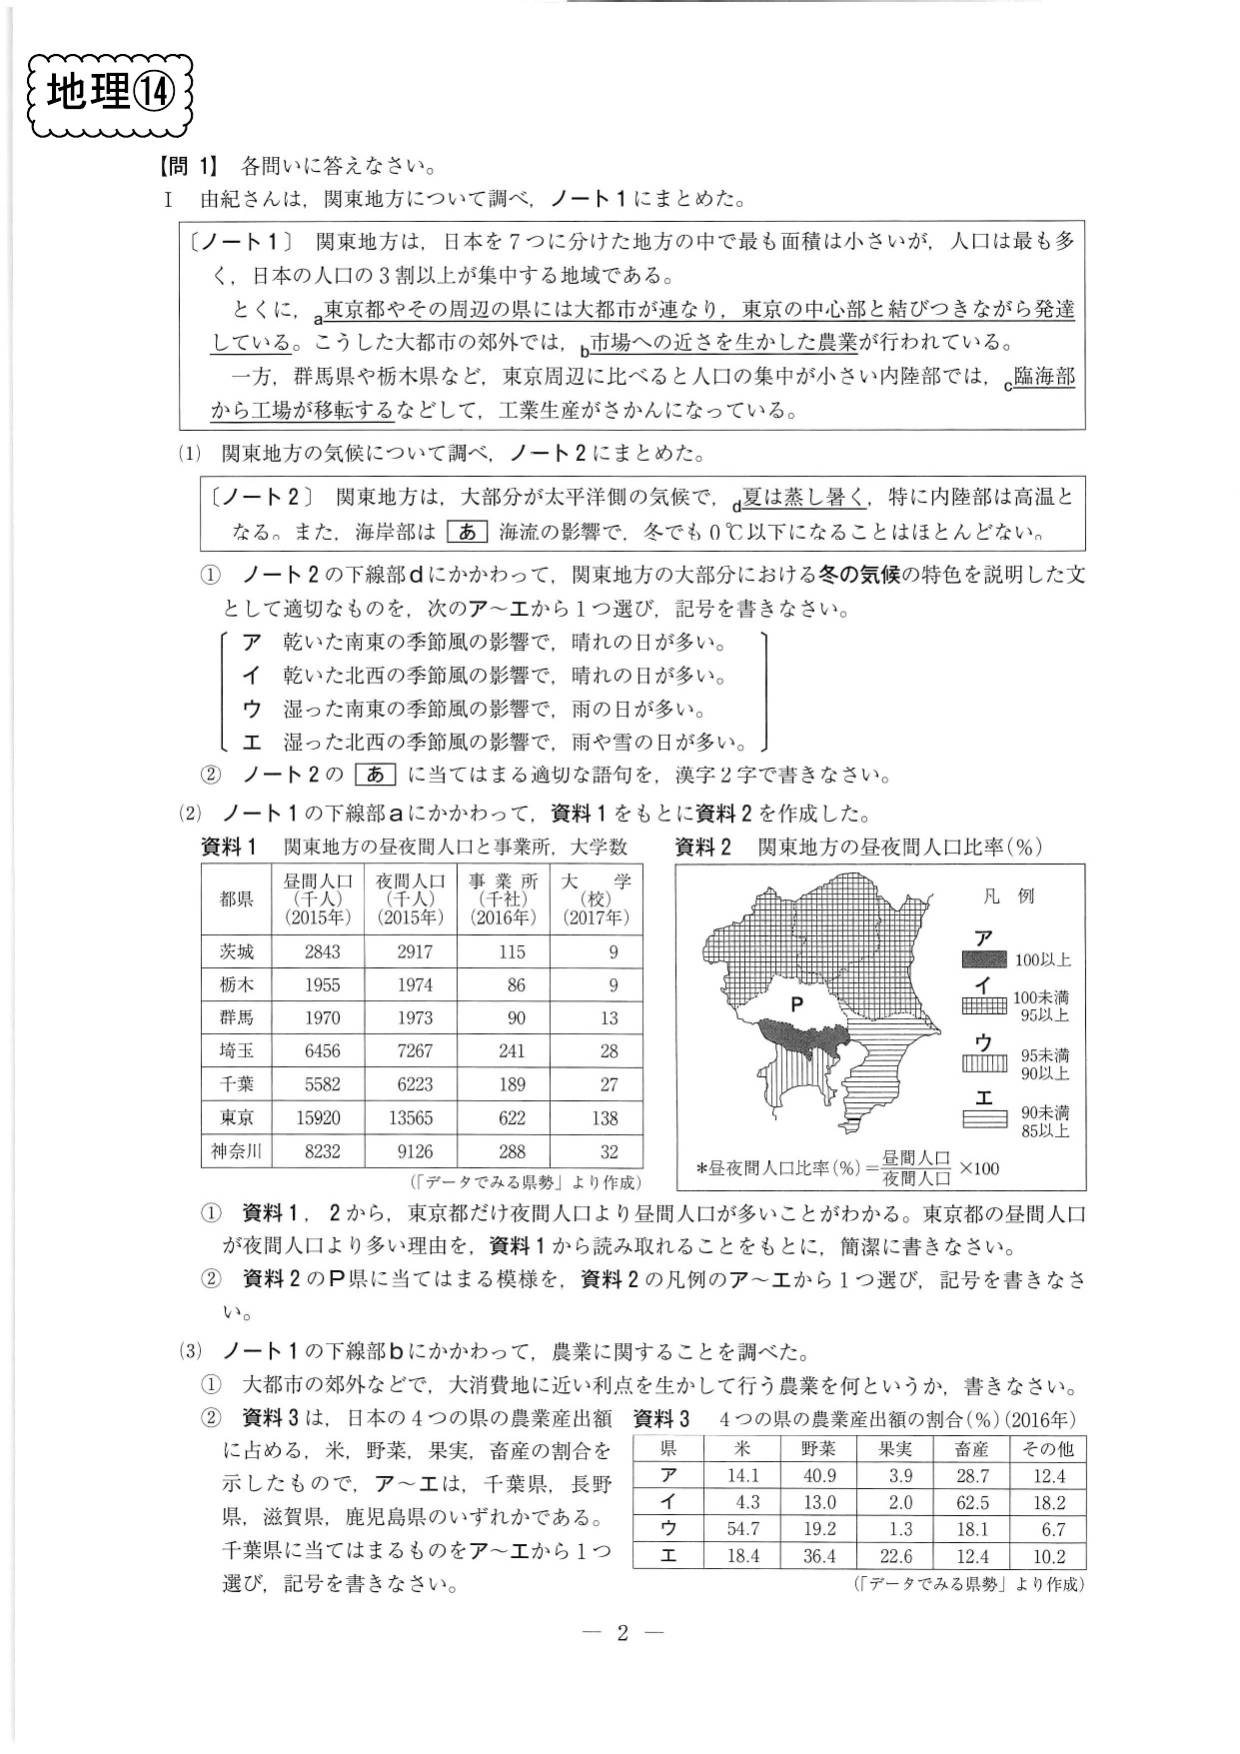 地理⑭
【問 1】 各問いに答えなさい。
Ⅰ 由紀さんは，関東地方について調べ，ノート1にまとめた。
〔ノート1〕 関東地方は，日本を7つに分けた地方の中で最も面積は小さいが，人口は最も多
く，日本の人口の3割以上が集中する地域である。
とくに，a東京都やその周辺の県には大都市が連なり，東京の中心部と結びつきながら発達
している。こうした大都市の郊外では，b市場への近さを生かした農業が行われている。
一方，群馬県や栃木県など，東京周辺に比べると人口の集中が小さい内陸部では，c臨海部
から工場が移転するなどして，工業生産がさかんになっている。
(1) 関東地方の気候について調べ，ノート2にまとめた。
〔ノート2〕 関東地方は，大部分が太平洋側の気候で，d夏は蒸し暑く，特に内陸部は高温と
なる。また，海岸部は あ 海流の影響で，冬でも0℃以下になることはほとんどない。
① ノート2の下線部dにかかわって，関東地方の大部分における冬の気候の特色を説明した文
として適切なものを，次のア～エから1つ選び，記号を書きなさい。
ア 乾いた南東の季節風の影響で，晴れの日が多い。
イ 乾いた北西の季節風の影響で，晴れの日が多い。
ウ 湿った南東の季節風の影響で，雨の日が多い。
エ 湿った北西の季節風の影響で，雨や雪の日が多い。
② ノート2の あ に当てはまる適切な語句を，漢字2字で書きなさい。
(2) ノート1の下線部aにかかわって，資料1をもとに資料2を作成した。
資料1 関東地方の昼夜間人口と事業所，大学数
都県 昼間人口（千人）（2015年） 夜間人口（千人）（2015年） 事業所（千社）（2016年） 大学（校）（2017年）
茨城 2843 2917 115 9
栃木 1955 1974 86 9
群馬 1970 1973 90 13
埼玉 6456 7267 241 28
千葉 5582 6223 189 27
東京 15920 13565 622 138
神奈川 8232 9126 288 32
（「データでみる県勢」より作成）
資料2 関東地方の昼夜間人口比率(％)
凡 例
P
ア
100以上
イ
100未満
95以上
ウ
95未満
90以上
エ
90未満
85以上
＊昼夜間人口比率(％)＝昼間人口/夜間人口×100
① 資料1，2から，東京都だけ夜間人口より昼間人口が多いことがわかる。東京都の昼間人口
が夜間人口より多い理由を，資料1から読み取れることをもとに，簡潔に書きなさい。
② 資料2のP県に当てはまる模様を，資料2の凡例のア～エから1つ選び，記号を書きなさ
い。
(3) ノート1の下線部bにかかわって，農業に関することを調べた。
① 大都市の郊外などで，大消費地に近い利点を生かして行う農業を何というか，書きなさい。
② 資料3は，日本の4つの県の農業産出額
に占める，米，野菜，果実，畜産の割合を
示したもので，ア～エは，千葉県，長野
県，滋賀県，鹿児島県のいずれかである。
千葉県に当てはまるものをア～エから1つ
選び，記号を書きなさい。
資料3 4つの県の農業産出額の割合(％)(2016年)
県 米 野菜 果実 畜産 その他
ア 14.1 40.9 3.9 28.7 12.4
イ 4.3 13.0 2.0 62.5 18.2
ウ 54.7 19.2 1.3 18.1 6.7
エ 18.4 36.4 22.6 12.4 10.2
（「データでみる県勢」より作成）
― 2 ―